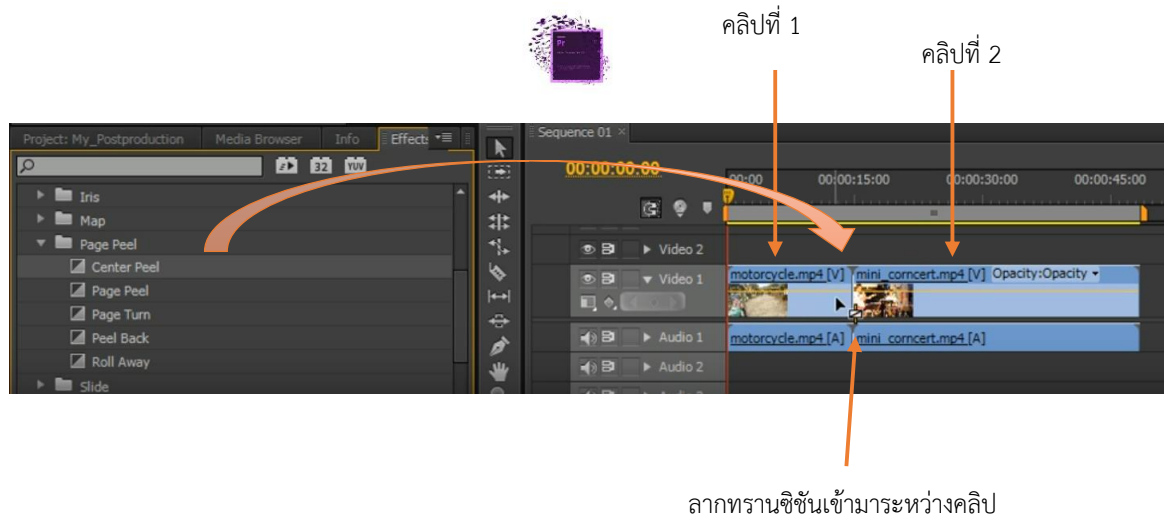 คลิปที่ 1
คลิปที่ 2
Pr
Project: My_Postproduction Media Browser Info Effects
32 YUV
Iris
Map
Page Peel
Center Peel
Page Peel
Page Turn
Peel Back
Roll Away
Slide
Sequence 01 ×
00:00:00:00
00:00 00:00:15:00 00:00:30:00 00:00:45:00
Video 2
Video 1
motorcycle.mp4 [V] mini_corncert.mp4 [V] Opacity:Opacity
Audio 1
motorcycle.mp4 [A] mini_corncert.mp4 [A]
Audio 2
ลากทรานซิชันเข้ามาระหว่างคลิป